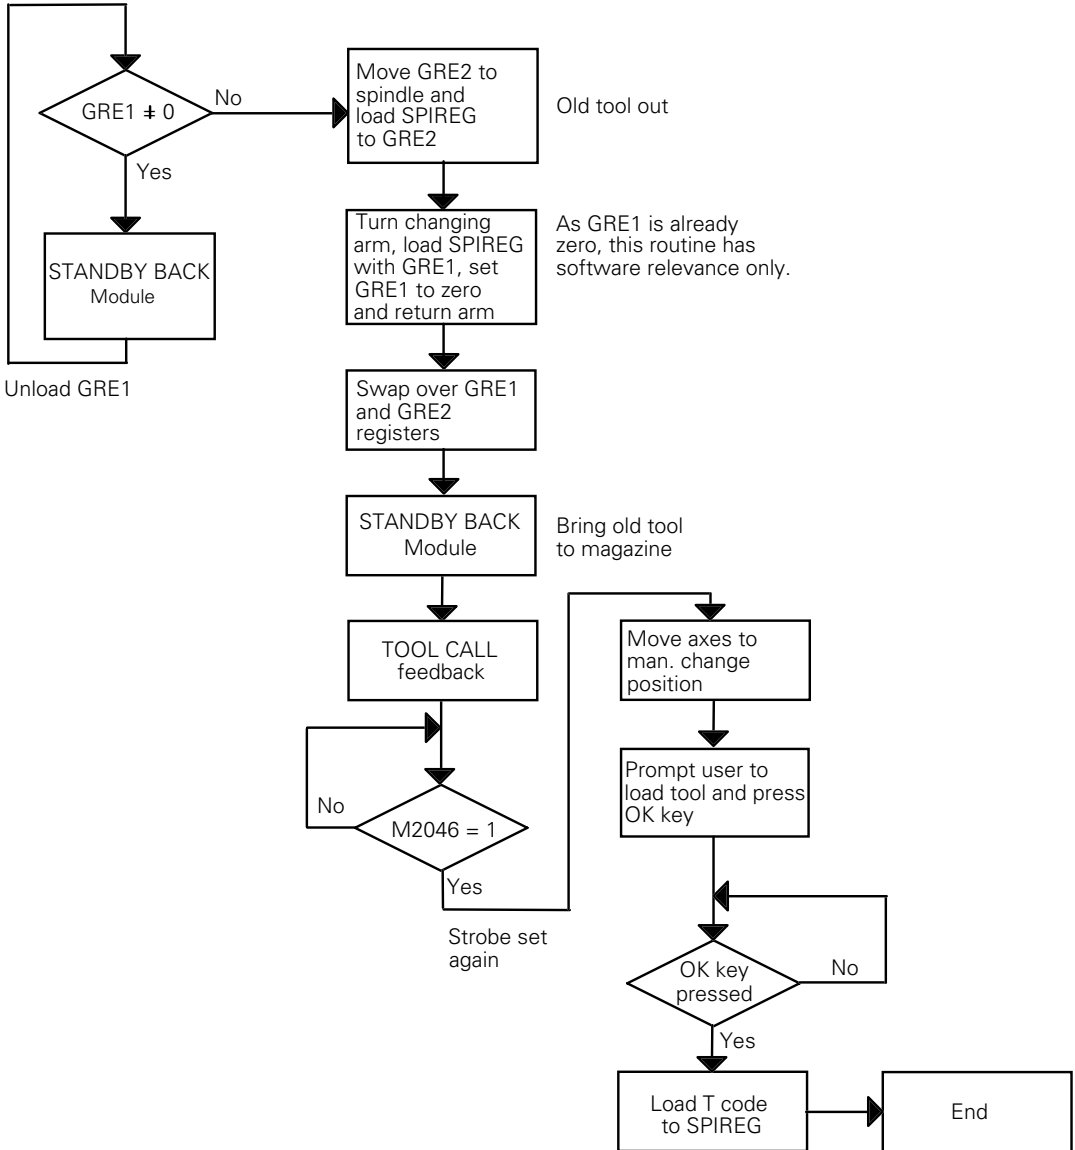 GRE1 ‡ 0
No
Yes
STANDBY BACK
Module
Unload GRE1
Move GRE2 to
spindle and
load SPIREG
to GRE2
Old tool out
Turn changing
arm, load SPIREG
with GRE1, set
GRE1 to zero
and return arm
As GRE1 is already
zero, this routine has
software relevance only.
Swap over GRE1
and GRE2
registers
STANDBY BACK
Module
Bring old tool
to magazine
TOOL CALL
feedback
No
M2046 = 1
Yes
Strobe set
again
Move axes to
man. change
position
Prompt user to
load tool and press
OK key
OK key
pressed
No
Yes
Load T code
to SPIREG
End